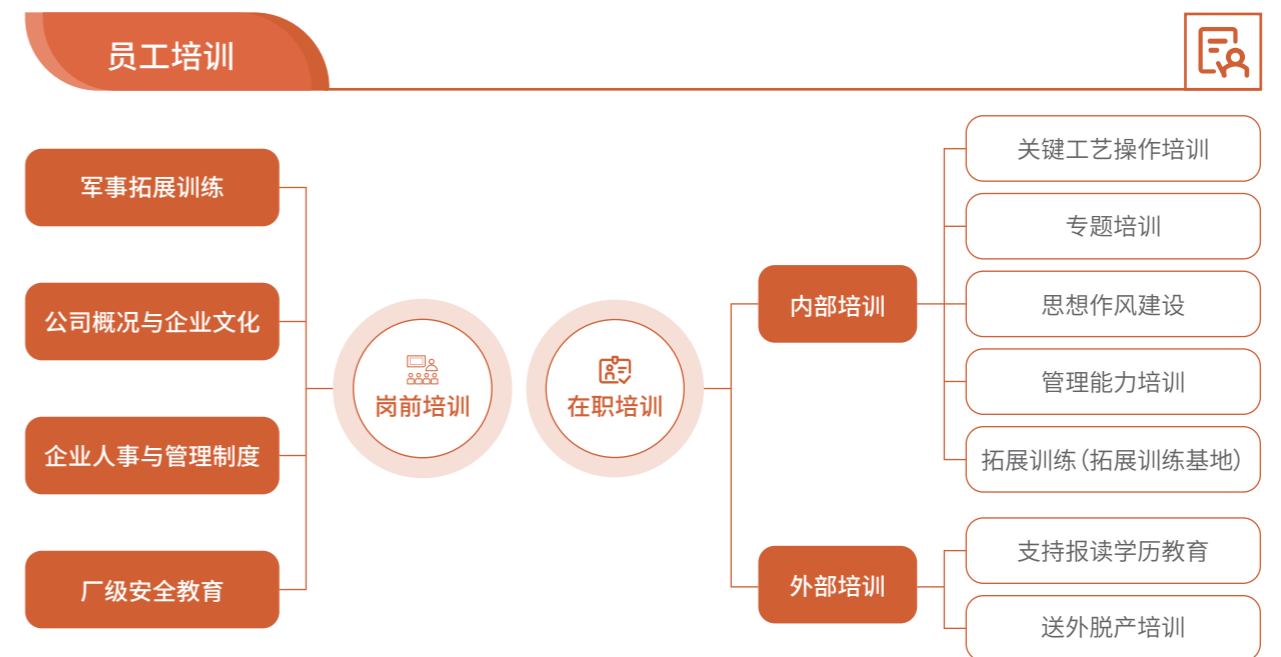 员工培训
军事拓展训练
公司概况与企业文化
企业人事与管理制度
厂级安全教育
岗前培训
在职培训
内部培训
关键工艺操作培训
专题培训
思想作风建设
管理能力培训
拓展训练(拓展训练基地)
外部培训
支持报读学历教育
送外脱产培训